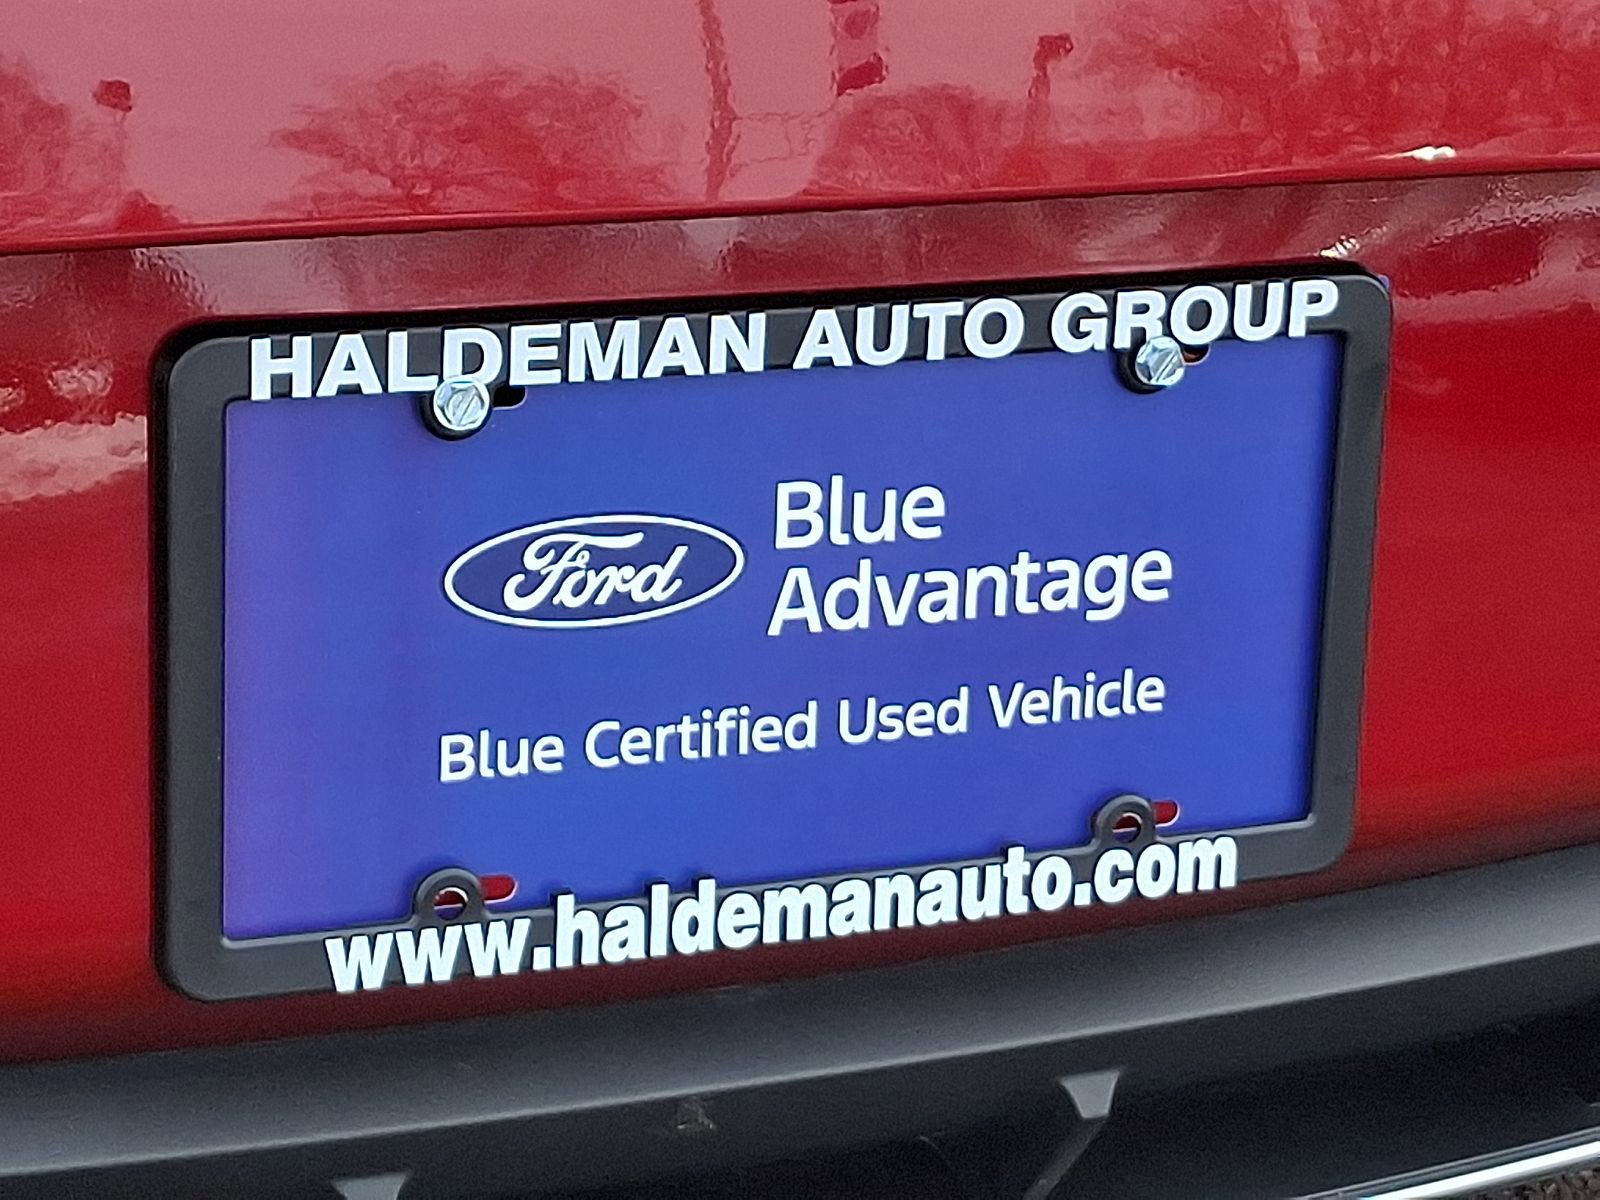 HALDEMAN AUTO GROUP
Ford
Blue
Advantage
Blue Certified Used Vehicle
www.haldemanauto.com